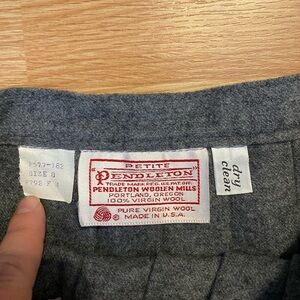 SIZE 8
PETITE
"PENDLETON"
TRADE MARK REG. U.S. PAT. OFF.
PENDLETON WOOLEN MILLS
PORTLAND, OREGON
100% VIRGIN WOOL
PURE VIRGIN WOOL
MADE IN U.S.A.
dry
clean